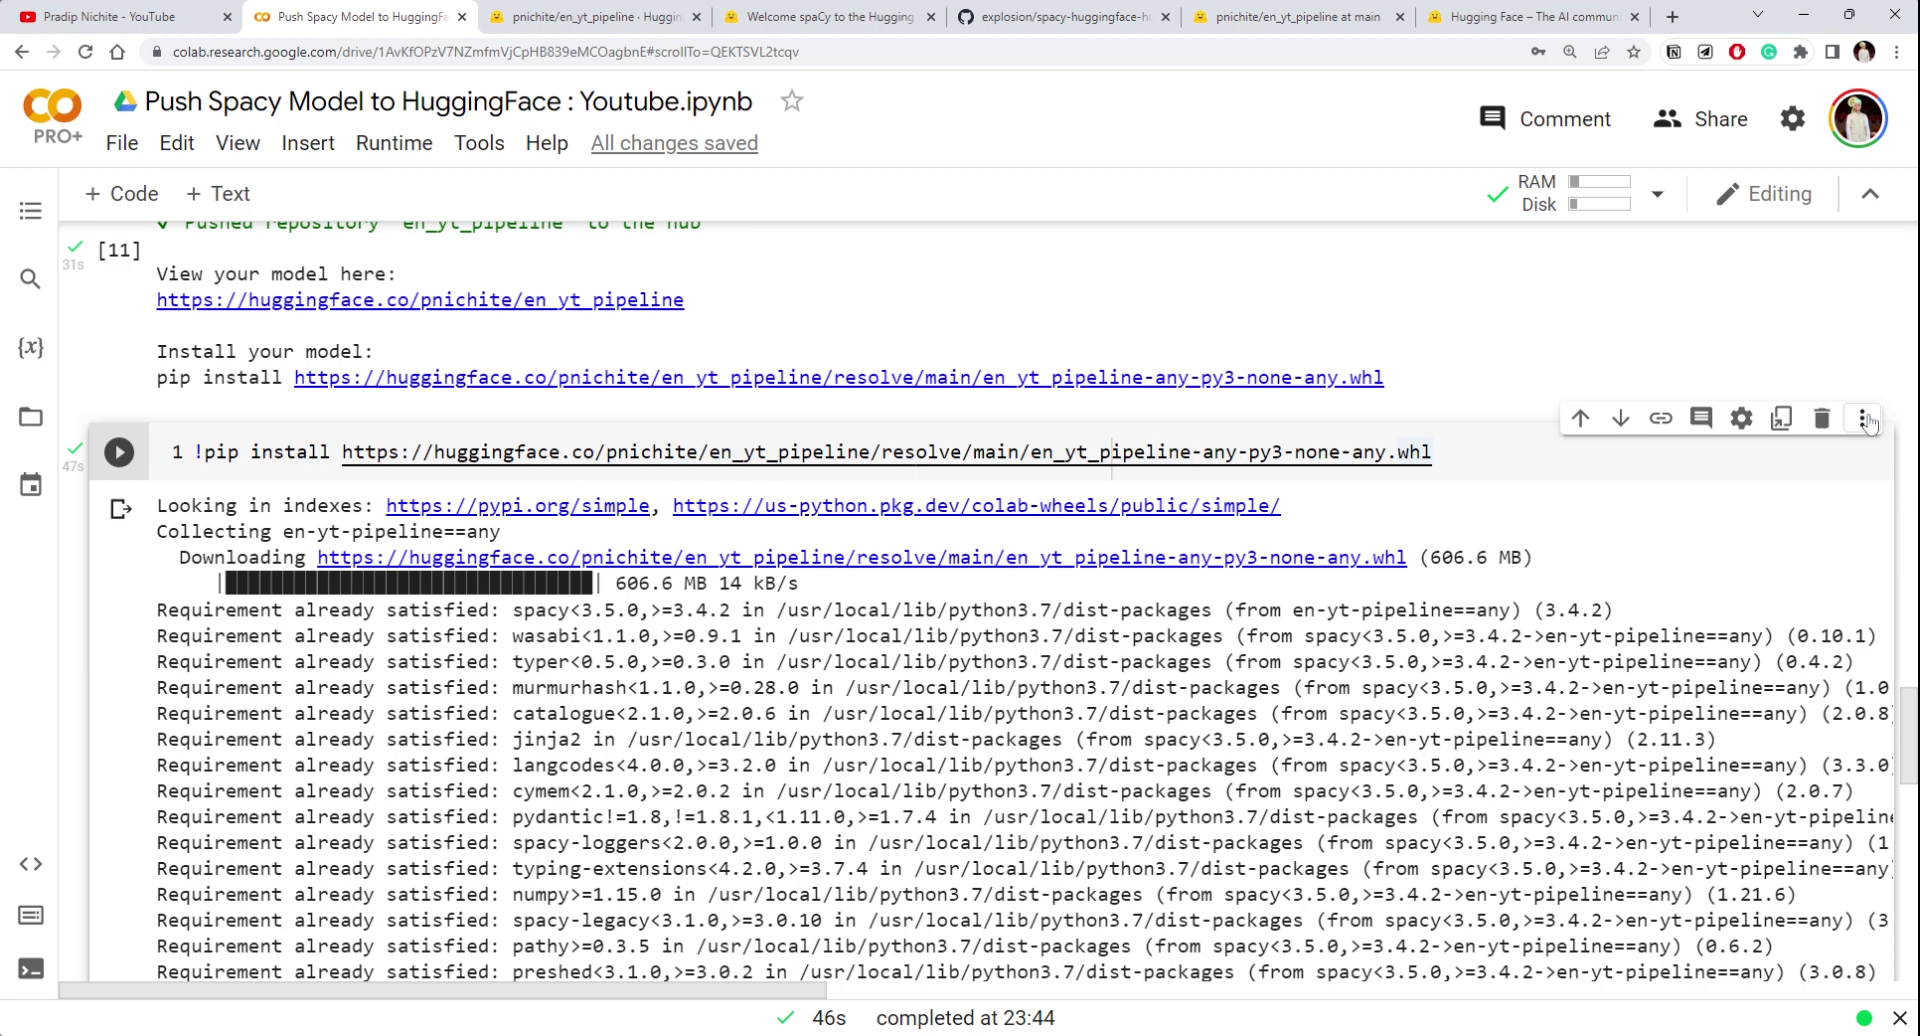 Pradip Nichite - YouTube
Push Spacy Model to HuggingFa
pnichite/en_yt_pipeline · Huggin
Welcome spaCy to the Hugging
explosion/spacy-huggingface-hu
pnichite/en_yt_pipeline at main
Hugging Face – The AI commun
colab.research.google.com/drive/1AvKfOPzV7NZmfmVjCpHB839eMCOagbnE#scrollTo=QEKTSVL2tcqv
CO
PRO+
Push Spacy Model to HuggingFace : Youtube.ipynb
File Edit View Insert Runtime Tools Help All changes saved
Comment
Share
+ Code + Text
RAM
Disk
Editing
✓ Pushed repository 'en_yt_pipeline' to the hub
[11]
31s
View your model here:
https://huggingface.co/pnichite/en_yt_pipeline
Install your model:
pip install https://huggingface.co/pnichite/en_yt_pipeline/resolve/main/en_yt_pipeline-any-py3-none-any.whl
47s
1 !pip install https://huggingface.co/pnichite/en_yt_pipeline/resolve/main/en_yt_pipeline-any-py3-none-any.whl
Looking in indexes: https://pypi.org/simple, https://us-python.pkg.dev/colab-wheels/public/simple/
Collecting en-yt-pipeline==any
Downloading https://huggingface.co/pnichite/en_yt_pipeline/resolve/main/en_yt_pipeline-any-py3-none-any.whl (606.6 MB)
|████████████████████████████████| 606.6 MB 14 kB/s
Requirement already satisfied: spacy<3.5.0,>=3.4.2 in /usr/local/lib/python3.7/dist-packages (from en-yt-pipeline==any) (3.4.2)
Requirement already satisfied: wasabi<1.1.0,>=0.9.1 in /usr/local/lib/python3.7/dist-packages (from spacy<3.5.0,>=3.4.2->en-yt-pipeline==any) (0.10.1)
Requirement already satisfied: typer<0.5.0,>=0.3.0 in /usr/local/lib/python3.7/dist-packages (from spacy<3.5.0,>=3.4.2->en-yt-pipeline==any) (0.4.2)
Requirement already satisfied: murmurhash<1.1.0,>=0.28.0 in /usr/local/lib/python3.7/dist-packages (from spacy<3.5.0,>=3.4.2->en-yt-pipeline==any) (1.0
Requirement already satisfied: catalogue<2.1.0,>=2.0.6 in /usr/local/lib/python3.7/dist-packages (from spacy<3.5.0,>=3.4.2->en-yt-pipeline==any) (2.0.8)
Requirement already satisfied: jinja2 in /usr/local/lib/python3.7/dist-packages (from spacy<3.5.0,>=3.4.2->en-yt-pipeline==any) (2.11.3)
Requirement already satisfied: langcodes<4.0.0,>=3.2.0 in /usr/local/lib/python3.7/dist-packages (from spacy<3.5.0,>=3.4.2->en-yt-pipeline==any) (3.3.0
Requirement already satisfied: cymem<2.1.0,>=2.0.2 in /usr/local/lib/python3.7/dist-packages (from spacy<3.5.0,>=3.4.2->en-yt-pipeline==any) (2.0.7)
Requirement already satisfied: pydantic!=1.8,!=1.8.1,<1.11.0,>=1.7.4 in /usr/local/lib/python3.7/dist-packages (from spacy<3.5.0,>=3.4.2->en-yt-pipeline
Requirement already satisfied: spacy-loggers<2.0.0,>=1.0.0 in /usr/local/lib/python3.7/dist-packages (from spacy<3.5.0,>=3.4.2->en-yt-pipeline==any) (1
Requirement already satisfied: typing-extensions<4.2.0,>=3.7.4 in /usr/local/lib/python3.7/dist-packages (from spacy<3.5.0,>=3.4.2->en-yt-pipeline==any)
Requirement already satisfied: numpy>=1.15.0 in /usr/local/lib/python3.7/dist-packages (from spacy<3.5.0,>=3.4.2->en-yt-pipeline==any) (1.21.6)
Requirement already satisfied: spacy-legacy<3.1.0,>=3.0.10 in /usr/local/lib/python3.7/dist-packages (from spacy<3.5.0,>=3.4.2->en-yt-pipeline==any) (3
Requirement already satisfied: pathy>=0.3.5 in /usr/local/lib/python3.7/dist-packages (from spacy<3.5.0,>=3.4.2->en-yt-pipeline==any) (0.6.2)
Requirement already satisfied: preshed<3.1.0,>=3.0.2 in /usr/local/lib/python3.7/dist-packages (from spacy<3.5.0,>=3.4.2->en-yt-pipeline==any) (3.0.8)
46s completed at 23:44